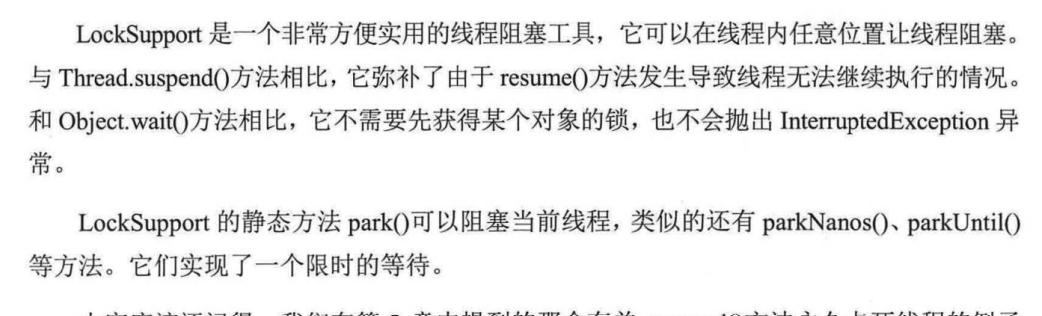 LockSupport 是一个非常方便实用的线程阻塞工具，它可以在线程内任意位置让线程阻塞。
与 Thread.suspend()方法相比，它弥补了由于 resume()方法发生导致线程无法继续执行的情况。
和 Object.wait()方法相比，它不需要先获得某个对象的锁，也不会抛出 InterruptedException 异
常。
LockSupport 的静态方法 park()可以阻塞当前线程，类似的还有 parkNanos()、parkUntil()
等方法。它们实现了一个限时的等待。